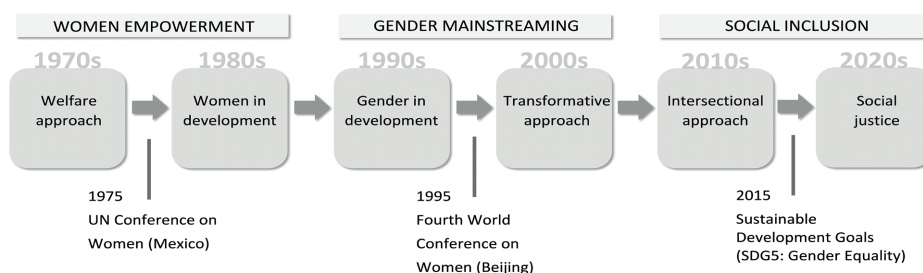 WOMEN EMPOWERMENT
GENDER MAINSTREAMING
SOCIAL INCLUSION
1970s
1980s
1990s
2000s
2010s
2020s
Welfare
approach
Women in
development
Gender in
development
Transformative
approach
Intersectional
approach
Social
justice
1975
UN Conference on
Women (Mexico)
1995
Fourth World
Conference on
Women (Beijing)
2015
Sustainable
Development Goals
(SDG5: Gender Equality)